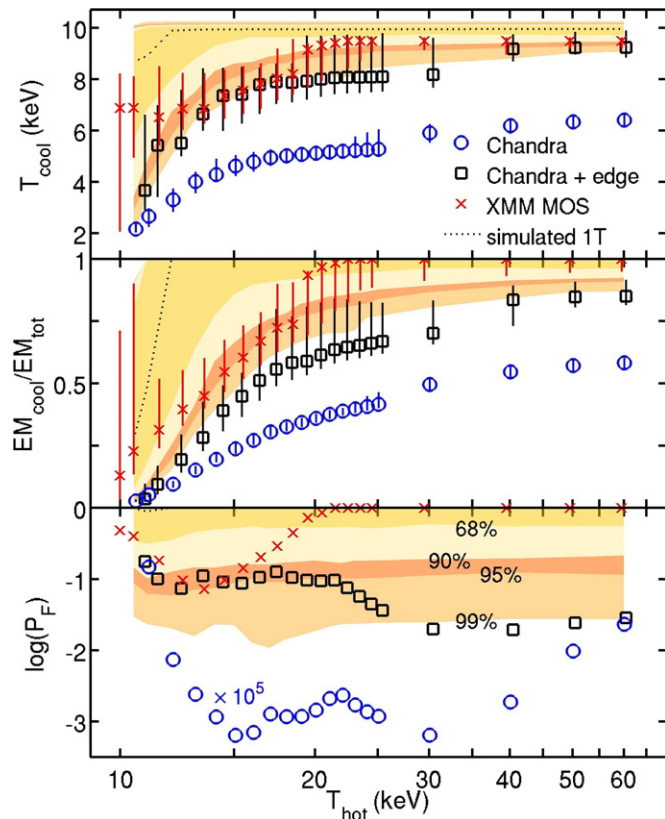 10
8
6
4
2
T_cool (keV)
Chandra
Chandra + edge
XMM MOS
simulated 1T
1
0.5
0
EM_cool/EM_tot
0
-1
-2
-3
log(P_F)
68%
90%
95%
99%
× 10^5
10 20 30 40 50 60
T_hot (keV)